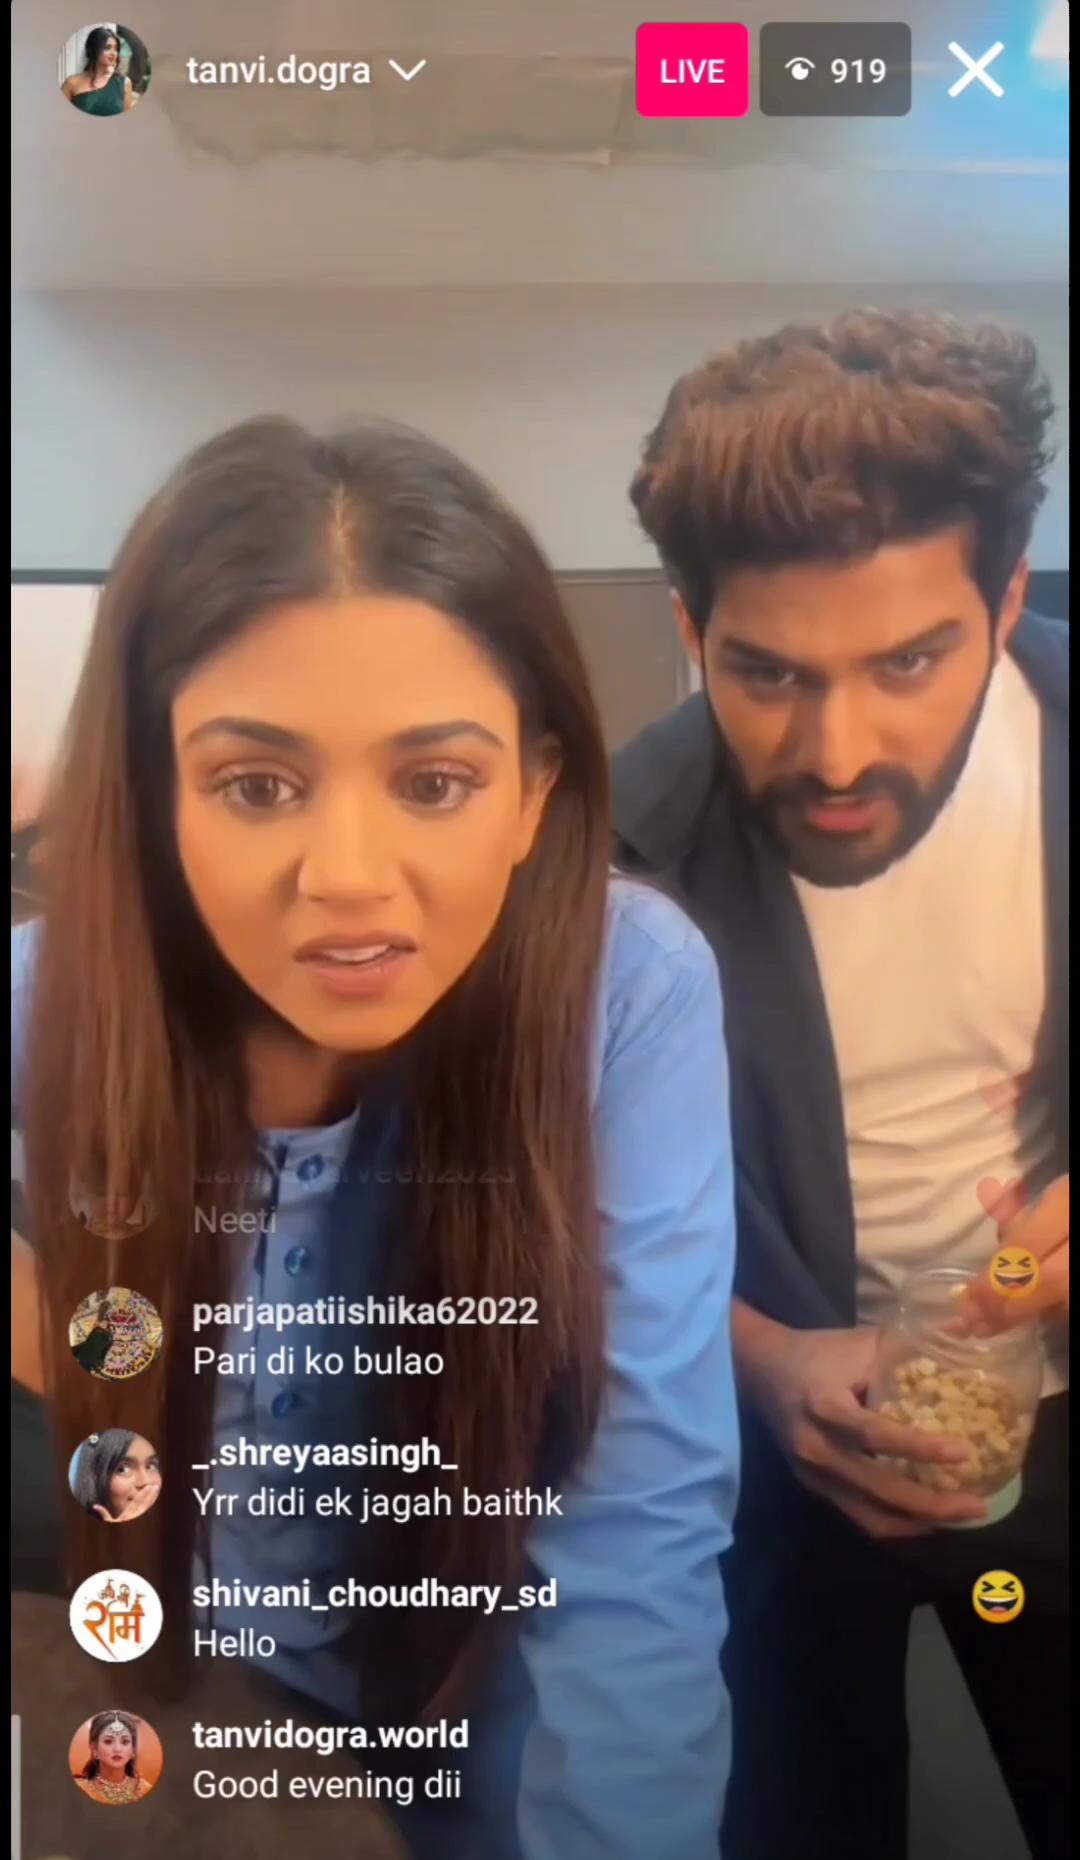 tanvi.dogra
LIVE
919
Neeti
parjapatiishika62022
Pari di ko bulao
_.shreyaasingh_
Yrr didi ek jagah baithk
shivani_choudhary_sd
Hello
राम
tanvidogra.world
Good evening dii